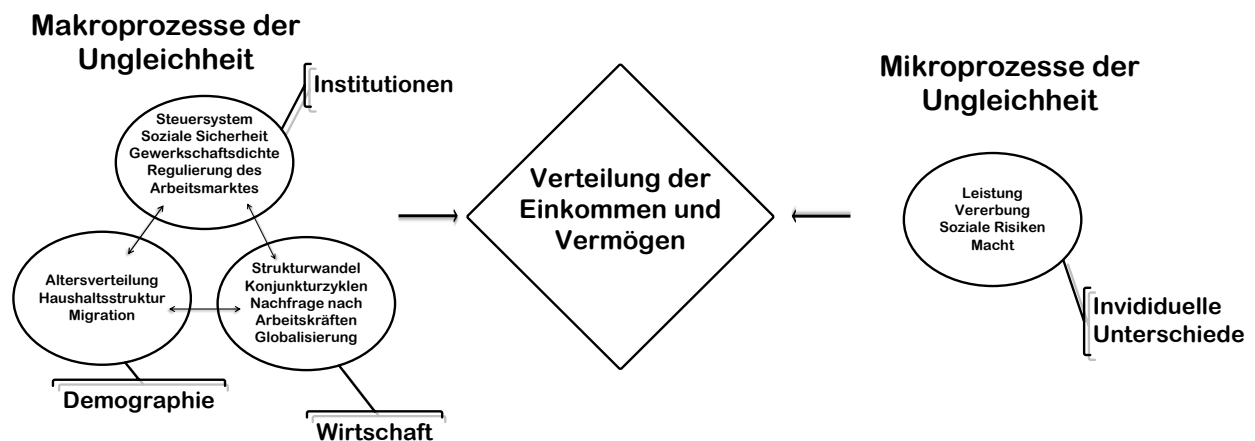 Makroprozesse der
Ungleichheit
Institutionen
Steuersystem
Soziale Sicherheit
Gewerkschaftsdichte
Regulierung des
Arbeitsmarktes
Altersverteilung
Haushaltsstruktur
Migration
Strukturwandel
Konjunkturzyklen
Nachfrage nach
Arbeitskräften
Globalisierung
Demographie
Wirtschaft
Verteilung der
Einkommen und
Vermögen
Mikroprozesse der
Ungleichheit
Leistung
Vererbung
Soziale Risiken
Macht
Invididuelle
Unterschiede